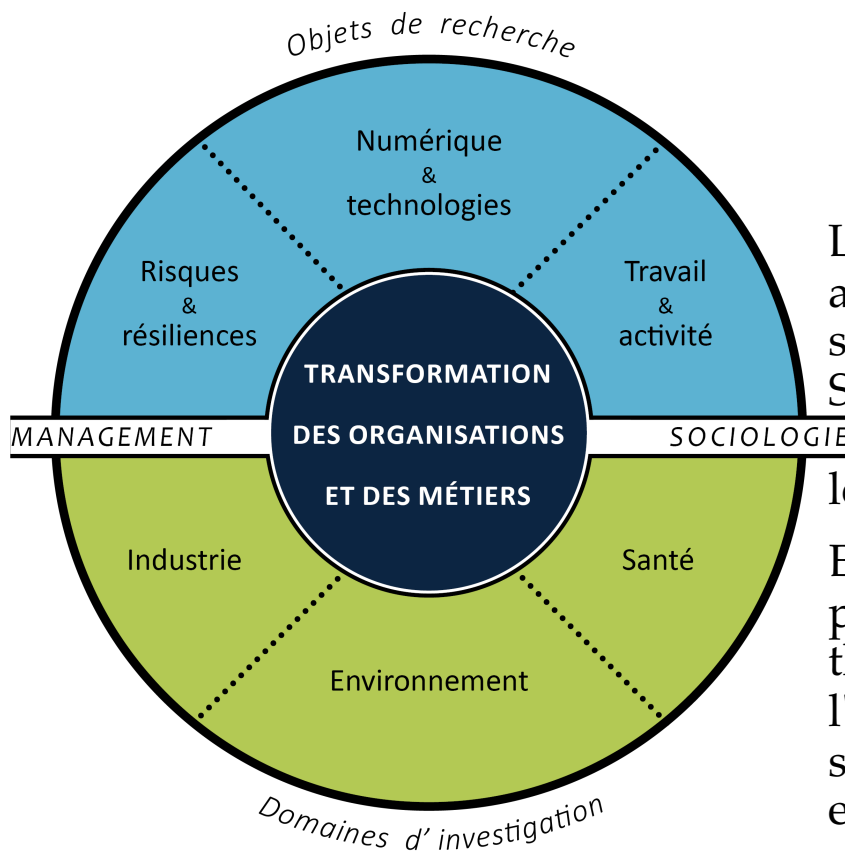 Objets de recherche
Numérique
&
technologies
Risques
&
résiliences
Travail
&
activité
TRANSFORMATION
DES ORGANISATIONS
ET DES MÉTIERS
MANAGEMENT
SOCIOLOGIE
Industrie
Santé
Environnement
Domaines d'investigation